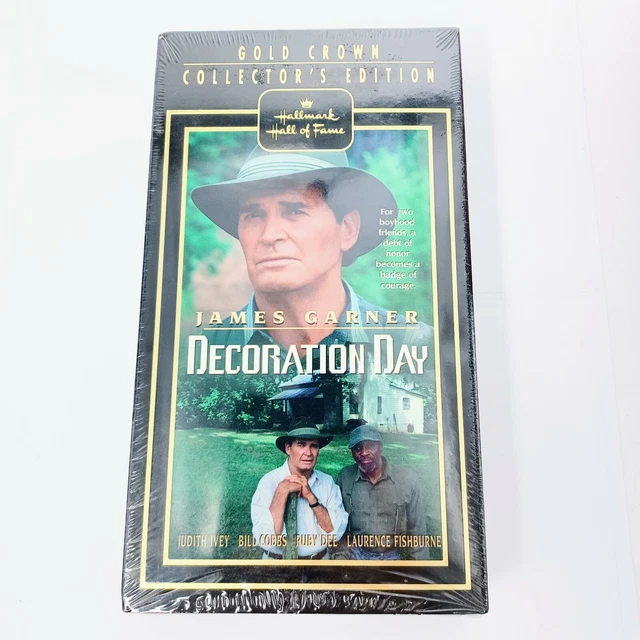 GOLD CROWN
COLLECTOR'S EDITION
Hallmark
Hall of Fame
For two
boyhood
friends, a
debt of
honor
becomes a
badge of
courage.
JAMES GARNER
DECORATION DAY
JUDITH IVEY BILL COBBS RUBY DEE LAURENCE FISHBURNE